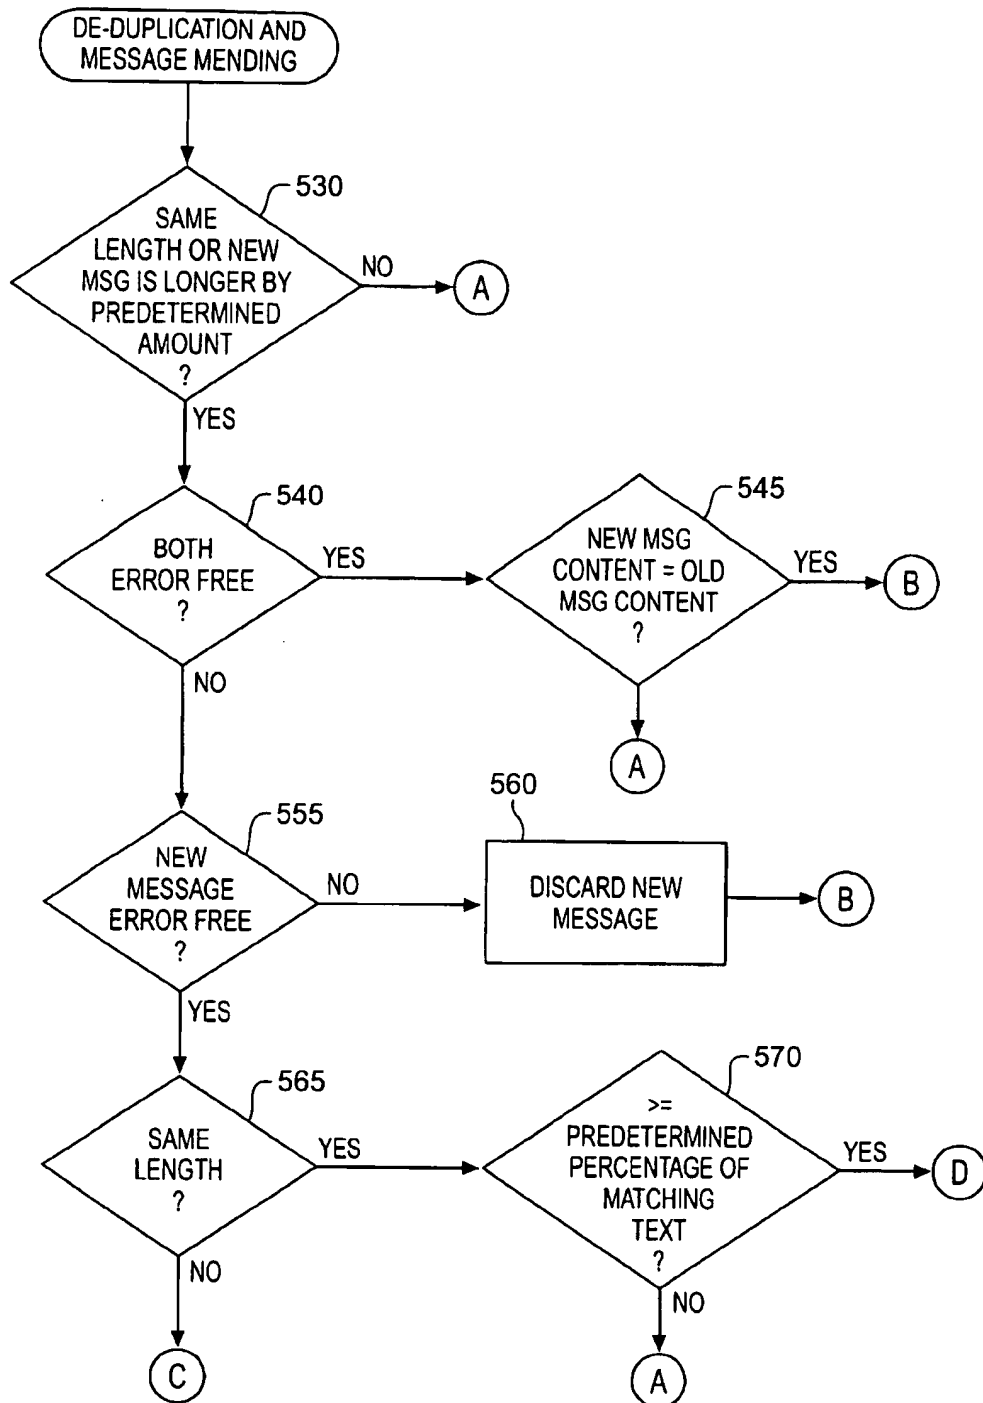 DE-DUPLICATION AND
MESSAGE MENDING
530
SAME
LENGTH OR NEW
MSG IS LONGER BY
PREDETERMINED
AMOUNT
?
NO
A
YES
540
BOTH
ERROR FREE
?
YES
545
NEW MSG
CONTENT = OLD
MSG CONTENT
?
YES
B
NO
A
560
555
NEW
MESSAGE
ERROR FREE
?
NO
DISCARD NEW
MESSAGE
B
YES
565
SAME
LENGTH
?
YES
570
>=
PREDETERMINED
PERCENTAGE OF
MATCHING
TEXT
?
YES
D
NO
C
NO
A